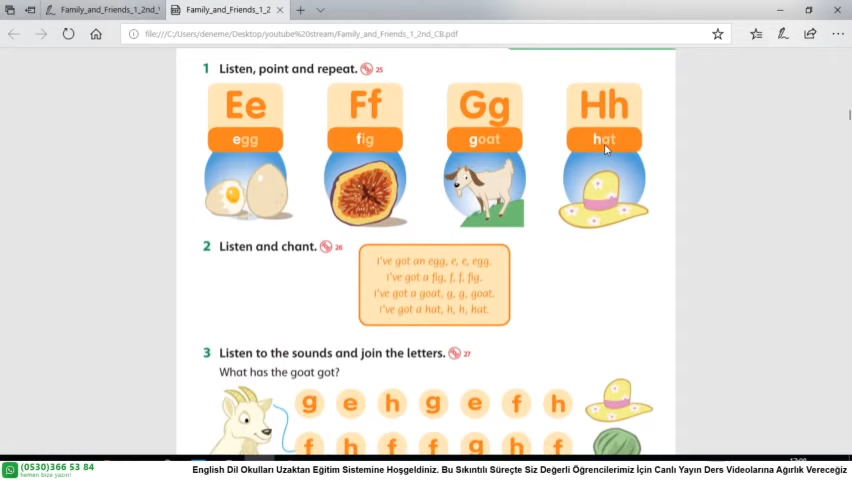 Family_and_Friends_1_2nd_
Family_and_Friends_1_2
file:///C:/Users/deneme/Desktop/youtube%20stream/Family_and_Friends_1_2nd_CB.pdf
1 Listen, point and repeat. 25
Ee Ff Gg Hh
egg fig goat hat
2 Listen and chant. 26
I've got an egg, e, e, egg.
I've got a fig, f, f, fig.
I've got a goat, g, g, goat.
I've got a hat, h, h, hat.
3 Listen to the sounds and join the letters. 27
What has the goat got?
g e h g e f h
f h f f g h f
(0530)366 53 84
hemen bize yazın!
English Dil Okulları Uzaktan Eğitim Sistemine Hoşgeldiniz. Bu Sıkıntılı Süreçte Siz Değerli Öğrencilerimiz İçin Canlı Yayın Ders Videolarına Ağırlık Vereceğiz